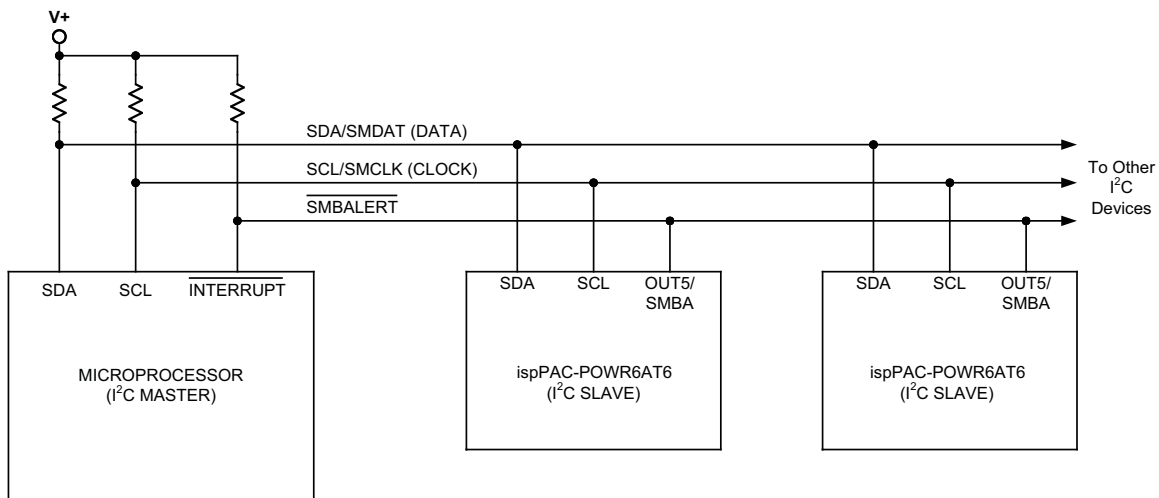 V+
SDA/SMDAT (DATA)
SCL/SMCLK (CLOCK)
SMBALERT
To Other
I²C
Devices
SDA SCL INTERRUPT
MICROPROCESSOR
(I²C MASTER)
SDA SCL OUT5/
SMBA
ispPAC-POWR6AT6
(I²C SLAVE)
SDA SCL OUT5/
SMBA
ispPAC-POWR6AT6
(I²C SLAVE)